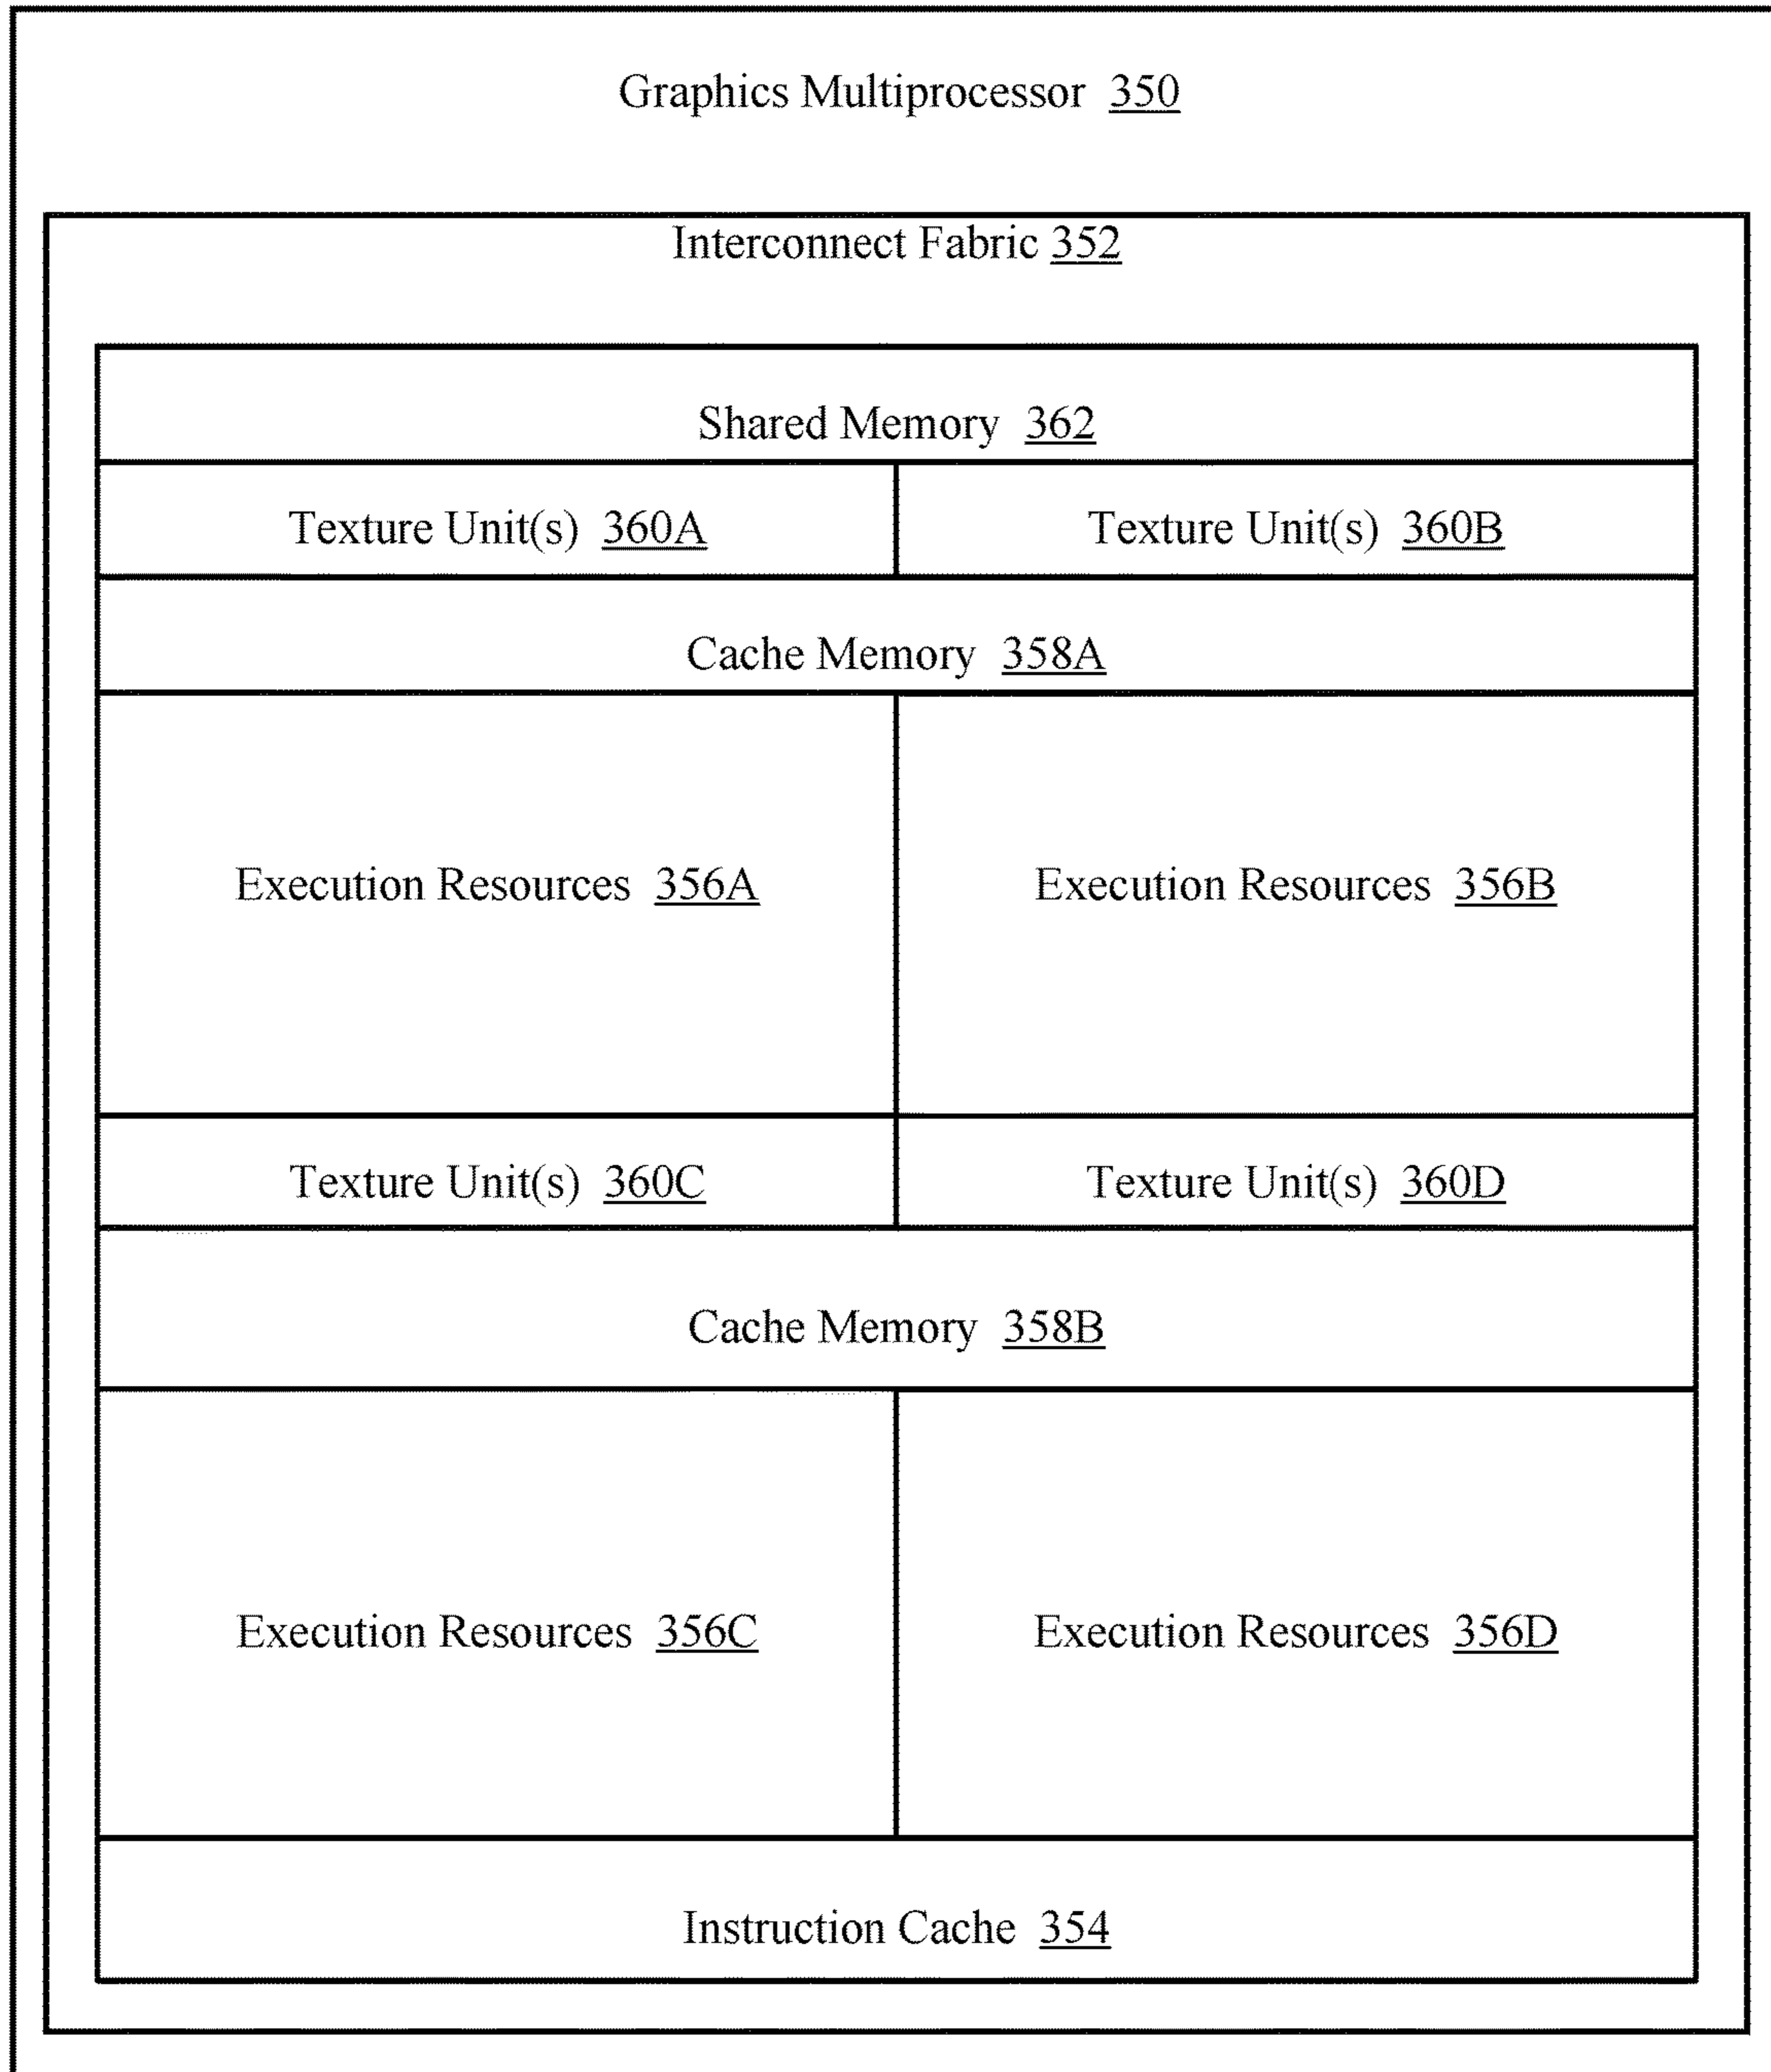 Graphics Multiprocessor 350
Interconnect Fabric 352
Shared Memory 362
Texture Unit(s) 360A
Texture Unit(s) 360B
Cache Memory 358A
Execution Resources 356A
Execution Resources 356B
Texture Unit(s) 360C
Texture Unit(s) 360D
Cache Memory 358B
Execution Resources 356C
Execution Resources 356D
Instruction Cache 354